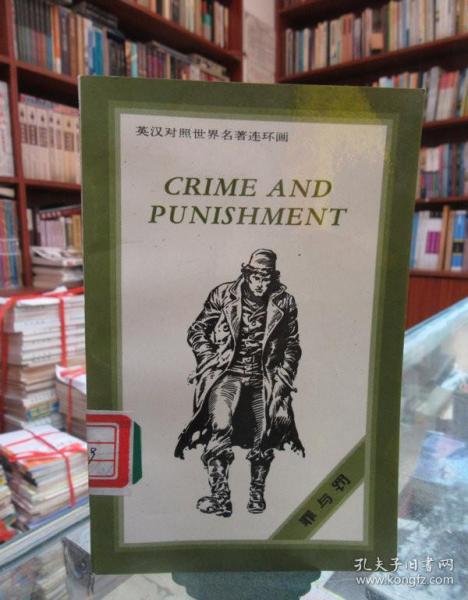 英汉对照世界名著连环画
CRIME AND
PUNISHMENT
罪与罚
孔夫子旧书网
www.kongfz.com